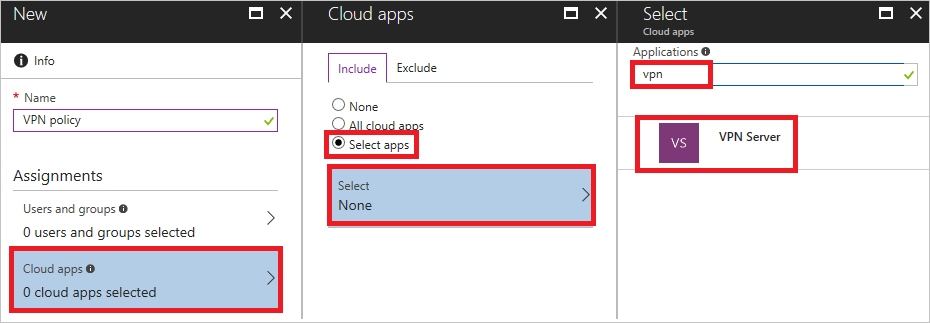 New
Info
* Name
VPN policy
Assignments
Users and groups
0 users and groups selected
Cloud apps
0 cloud apps selected
Cloud apps
Include
Exclude
None
All cloud apps
Select apps
Select
None
Select
Cloud apps
Applications
vpn
VS
VPN Server